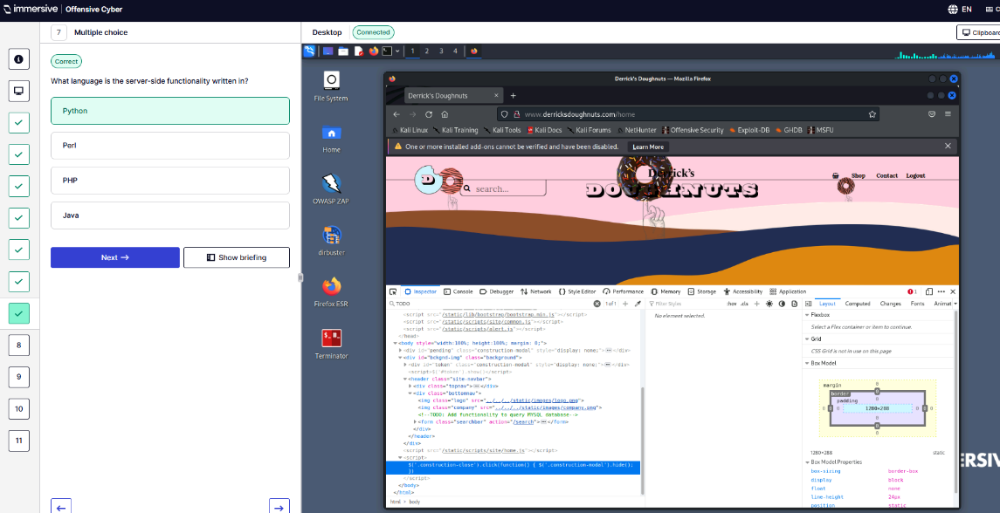 immersive | Offensive Cyber
EN
7 Multiple choice
Desktop Connected
Clipboard
Correct
What language is the server-side functionality written in?
Python
Perl
PHP
Java
Next → Show briefing
8
9
10
11
1 2 3 4
File System
Home
OWASP ZAP
dirbuster
Firefox ESR
Terminator
Derrick's Doughnuts — Mozilla Firefox
Derrick's Doughnuts × +
www.derricksdoughnuts.com/home
Kali Linux Kali Training Kali Tools Kali Docs Kali Forums NetHunter Offensive Security Exploit-DB GHDB MSFU
One or more installed add-ons cannot be verified and have been disabled. Learn More
D
search...
Derrick's
DOUGHNUTS
Shop Contact Logout
Inspector Console Debugger Network Style Editor Performance Memory Storage Accessibility Application 1
TODO 1 of 1
Filter Styles :hov .cls
Layout Computed Changes Fonts Animat
<script src="/static/lib/bootstrap/bootstrap.min.js"></script>
<script src="/static/scripts/site/common.js"></script>
<script src="/static/scripts/alert.js"></script>
</head>
<body style="width:100%; height:100%; margin: 0;">
<div id="pending" class="construction-modal" style="display: none;"></div>
<div id="bckgnd-img" class="background">
<div id="token" class="construction-modal" style="display: none;"></div>
<script>$('#token').show()</script>
<header class="site-navbar">
<div class="topnav"></div>
<div class="bottomnav">
<img class="logo" src="../../../static/images/logo.png">
<img class="company" src="../../../static/images/company.png">
<!--TODO: Add functionality to query MYSQL database-->
<form class="searchbar" action="/search"></form>
</div>
</header>
</div>
<script src="/static/scripts/site/home.js"></script>
<script>
$('.construction-close').click(function() { $('.construction-modal').hide();
})
</script>
</body>
</html>
html > body
No element selected.
Flexbox
Select a Flex container or item to continue.
Grid
CSS Grid is not in use on this page
Box Model
margin 0
border 0
padding 0
0 0 0 1280×288 0 0 0
0
0
0
1280×288 static
Box Model Properties
box-sizing border-box
display block
float none
line-height 24px
position static
ERSIV